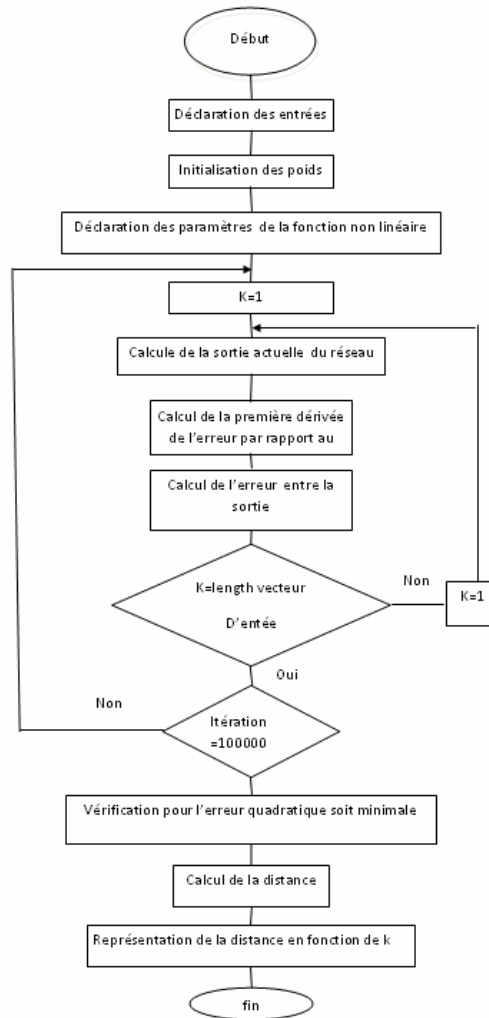 Début
Déclaration des entrées
Initialisation des poids
Déclaration des paramètres de la fonction non linéaire
K=1
Calcule de la sortie actuelle du réseau
Calcul de la première dérivée
de l'erreur par rapport au
Calcul de l'erreur entre la
sortie
K=length vecteur
D'entée
Non
K=1
Oui
Non
Itération
=100000
Vérification pour l'erreur quadratique soit minimale
Calcul de la distance
Représentation de la distance en fonction de k
fin